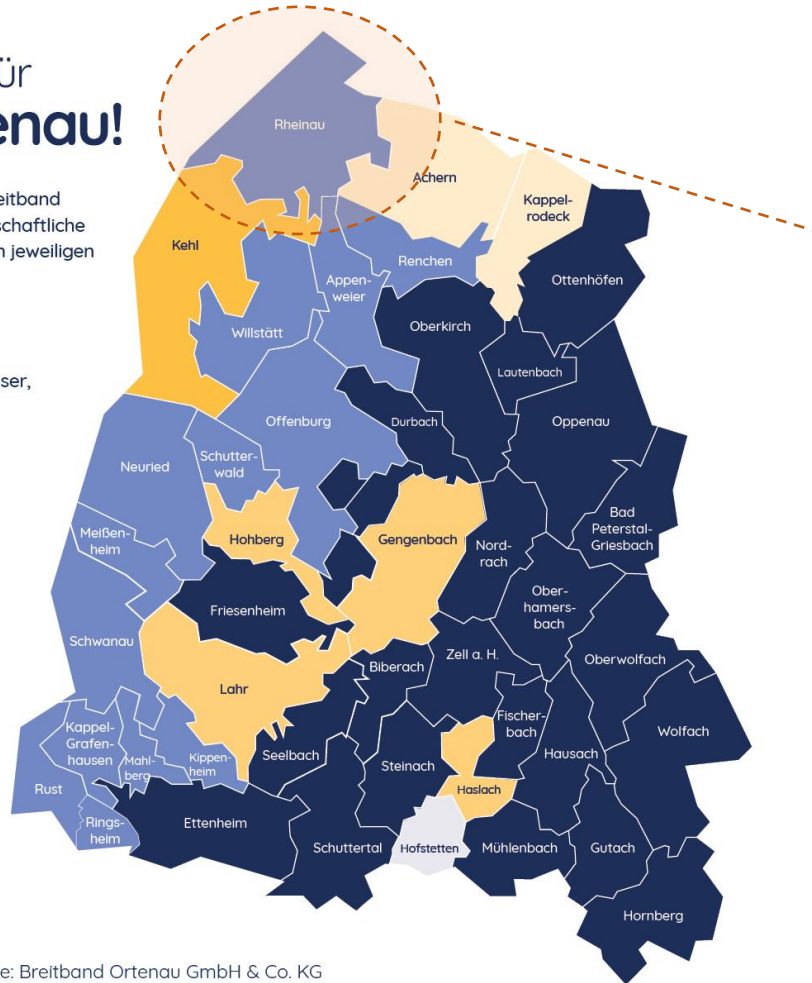 ür
enau!
eitband
schaftliche
n jeweiligen
ser,
Rheinau
Achern
Kappel-
rodeck
Kehl
Renchen
Appen-
weier
Ottenhöfen
Willstätt
Oberkirch
Lautenbach
Offenburg
Durbach
Oppenau
Neuried
Schutter-
wald
Meißen-
heim
Hohberg
Gengenbach
Nord-
rach
Bad
Peterstal-
Griesbach
Friesenheim
Ober-
hamers-
bach
Schwanau
Biberach
Zell a. H.
Oberwolfach
Lahr
Kappel-
Grafen-
hausen
Mahl-
berg
Kippen-
heim
Seelbach
Steinach
Fischer-
bach
Hausach
Wolfach
Rust
Haslach
Rings-
heim
Ettenheim
Schuttertal
Hofstetten
Mühlenbach
Gutach
Hornberg
e: Breitband Ortenau GmbH & Co. KG